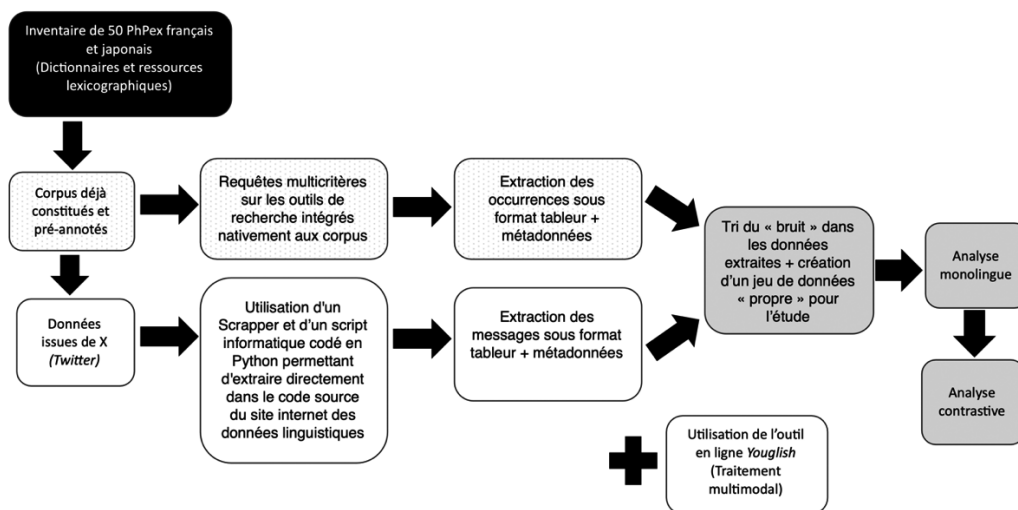 Inventaire de 50 PhPex français
et japonais
(Dictionnaires et ressources
lexicographiques)
Corpus déjà
constitués et
pré-annotés
Requêtes multicritère
sur les outils de
recherche intégrés
nativement aux corpus
Extraction des
occurrences sous
format tableur +
métadonnées
Tri du « bruit » dans
les données
extraites + création
d'un jeu de données
« propre » pour
l'étude
Analyse
monolingue
Données
issues de X
(Twitter)
Utilisation d'un
Scrapper et d'un script
informatique codé en
Python permettant
d'extraire directement
dans le code source
du site internet des
données linguistiques
Extraction des
messages sous format
tableur + métadonnées
Analyse
contrastive
Utilisation de l'outil
en ligne Youglish
(Traitement
multimodal)